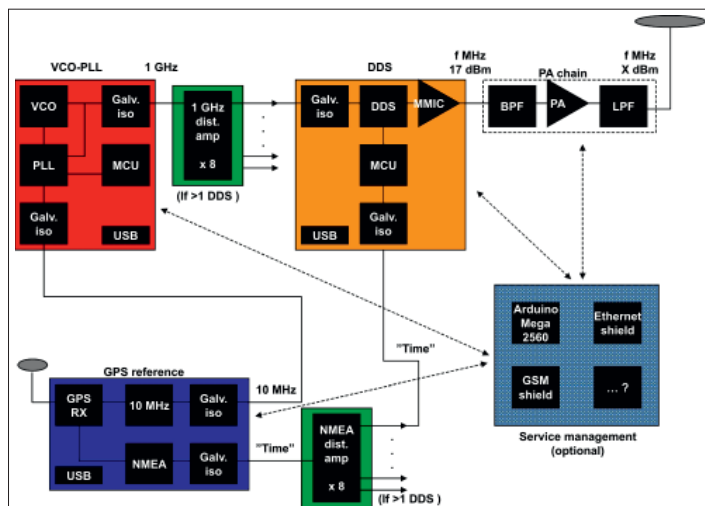 VCO-PLL
1 GHz
DDS
f MHz
17 dBm
PA chain
f MHz
X dBm
VCO
Galv.
iso
PLL
MCU
Galv.
iso
USB
1 GHz
dist.
amp
x 8
(If >1 DDS )
Galv.
iso
DDS
MMIC
MCU
Galv.
iso
USB
BPF
PA
LPF
"Time"
Arduino
Mega
2560
Ethernet
shield
GSM
shield
... ?
Service management
(optional)
GPS reference
10 MHz
GPS
RX
10 MHz
Galv.
iso
NMEA
Galv.
iso
USB
"Time"
NMEA
dist.
amp
x 8
(If >1 DDS)